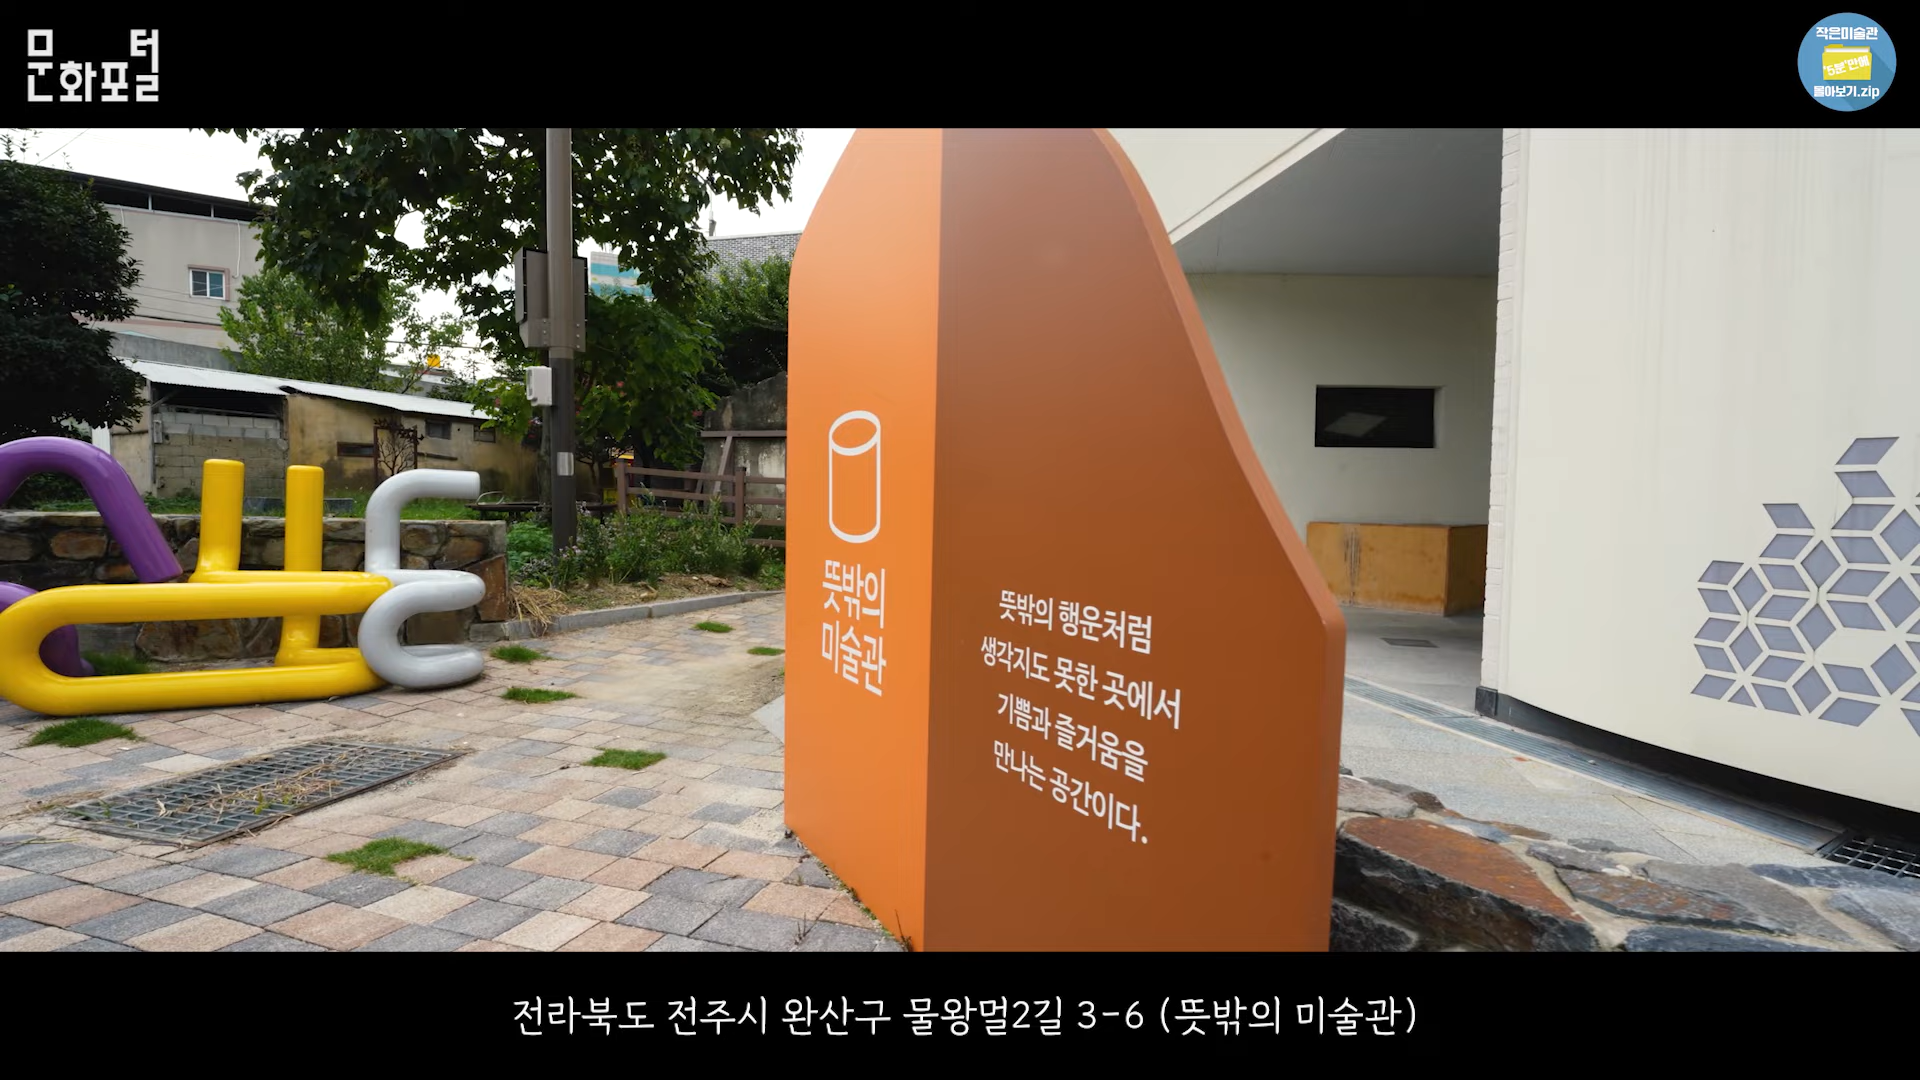 문 털
문화포털
작은미술관
'5분'만에
몰아보기.zip
뜻밖의
미술관
뜻밖의 행운처럼
생각지도 못한 곳에서
기쁨과 즐거움을
만나는 공간이다.
전라북도 전주시 완산구 물왕멀2길 3-6 (뜻밖의 미술관)